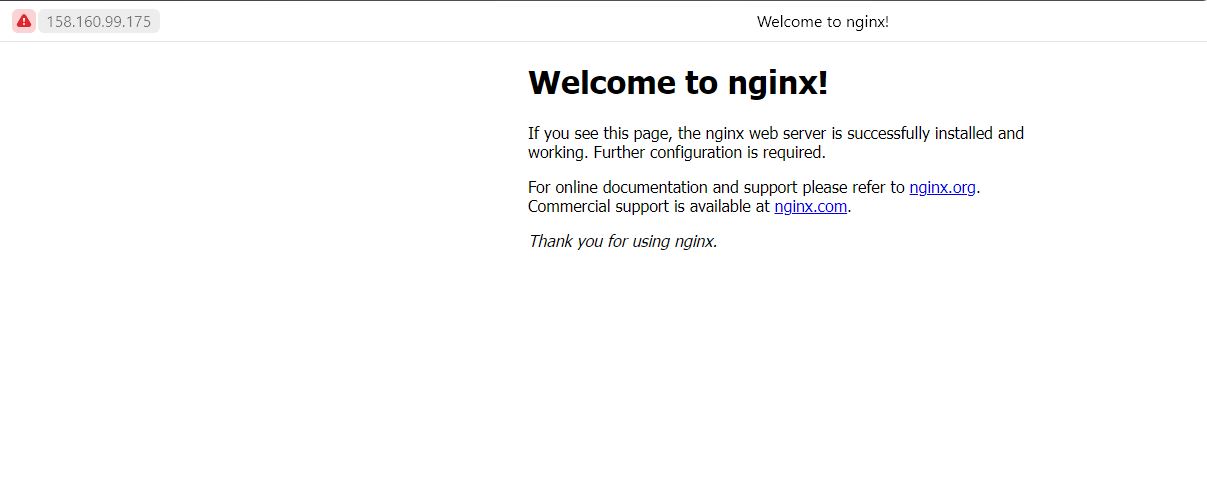 158.160.99.175
Welcome to nginx!
Welcome to nginx!
If you see this page, the nginx web server is successfully installed and
working. Further configuration is required.
For online documentation and support please refer to nginx.org.
Commercial support is available at nginx.com.
Thank you for using nginx.